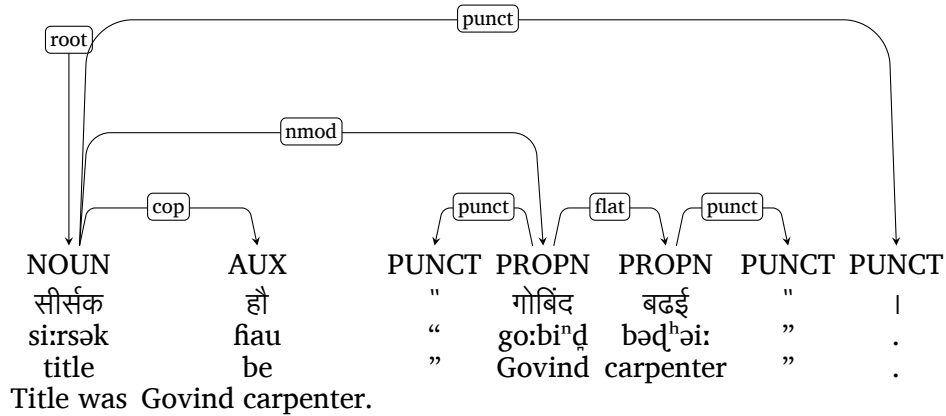 punct
root
nmod
cop punct flat punct
NOUN AUX PUNCT PROPN PROPN PUNCT PUNCT
सीर्सक हौ " गोबिंद बढई " ।
siːrsək ɦau “ ɡoːbiⁿd̪ bəɖʰəiː ” .
title be ” Govind carpenter ” .
Title was Govind carpenter.